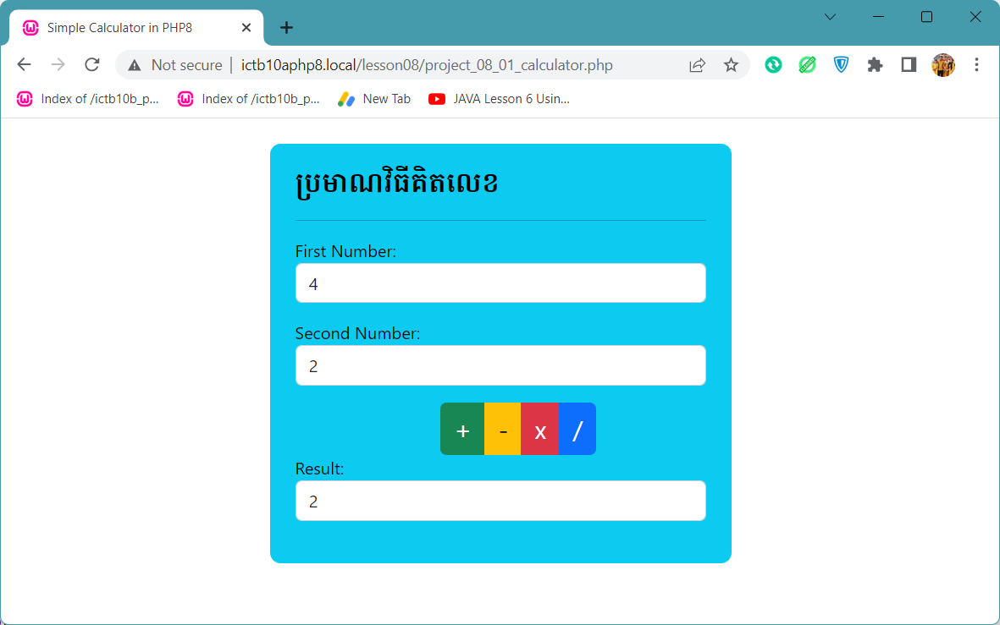 Simple Calculator in PHP8
Not secure | ictb10aphp8.local/lesson08/project_08_01_calculator.php
Index of /ictb10b_p... Index of /ictb10b_p... New Tab JAVA Lesson 6 Usin...
ប្រមាណវិធីគិតលេខ
First Number:
4
Second Number:
2
+ - x /
Result:
2